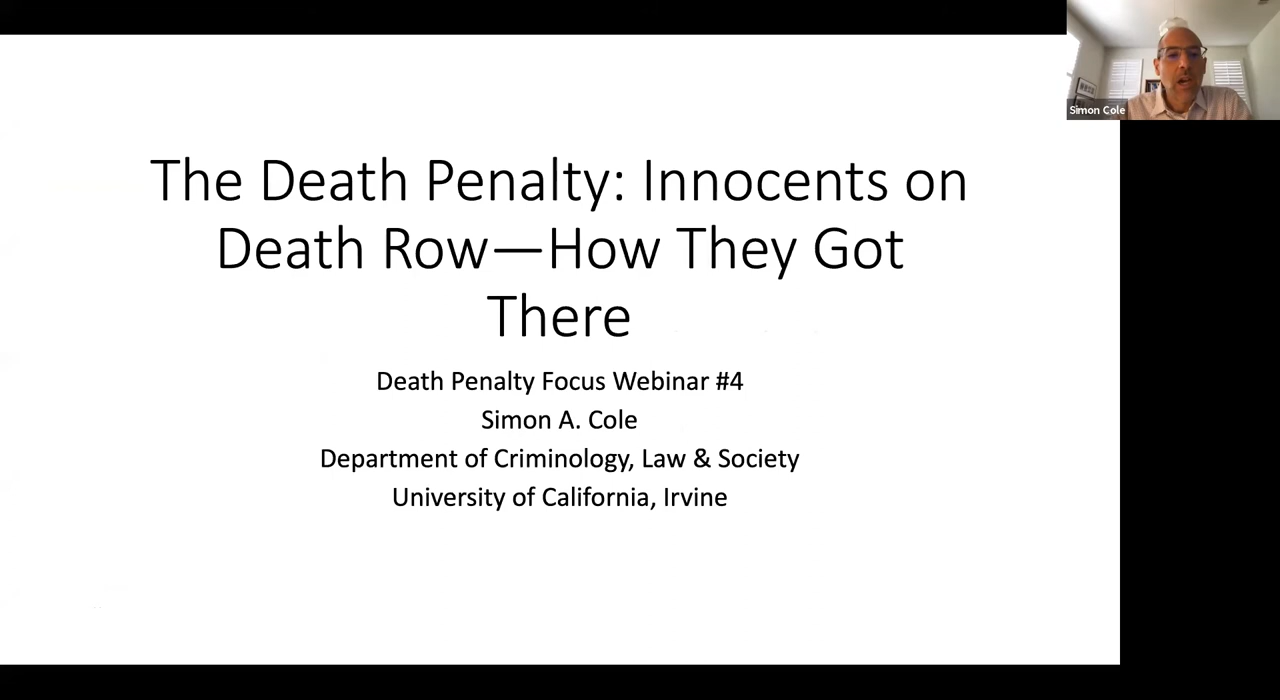 The Death Penalty: Innocents on
Death Row—How They Got
There
Death Penalty Focus Webinar #4
Simon A. Cole
Department of Criminology, Law & Society
University of California, Irvine
Simon Cole